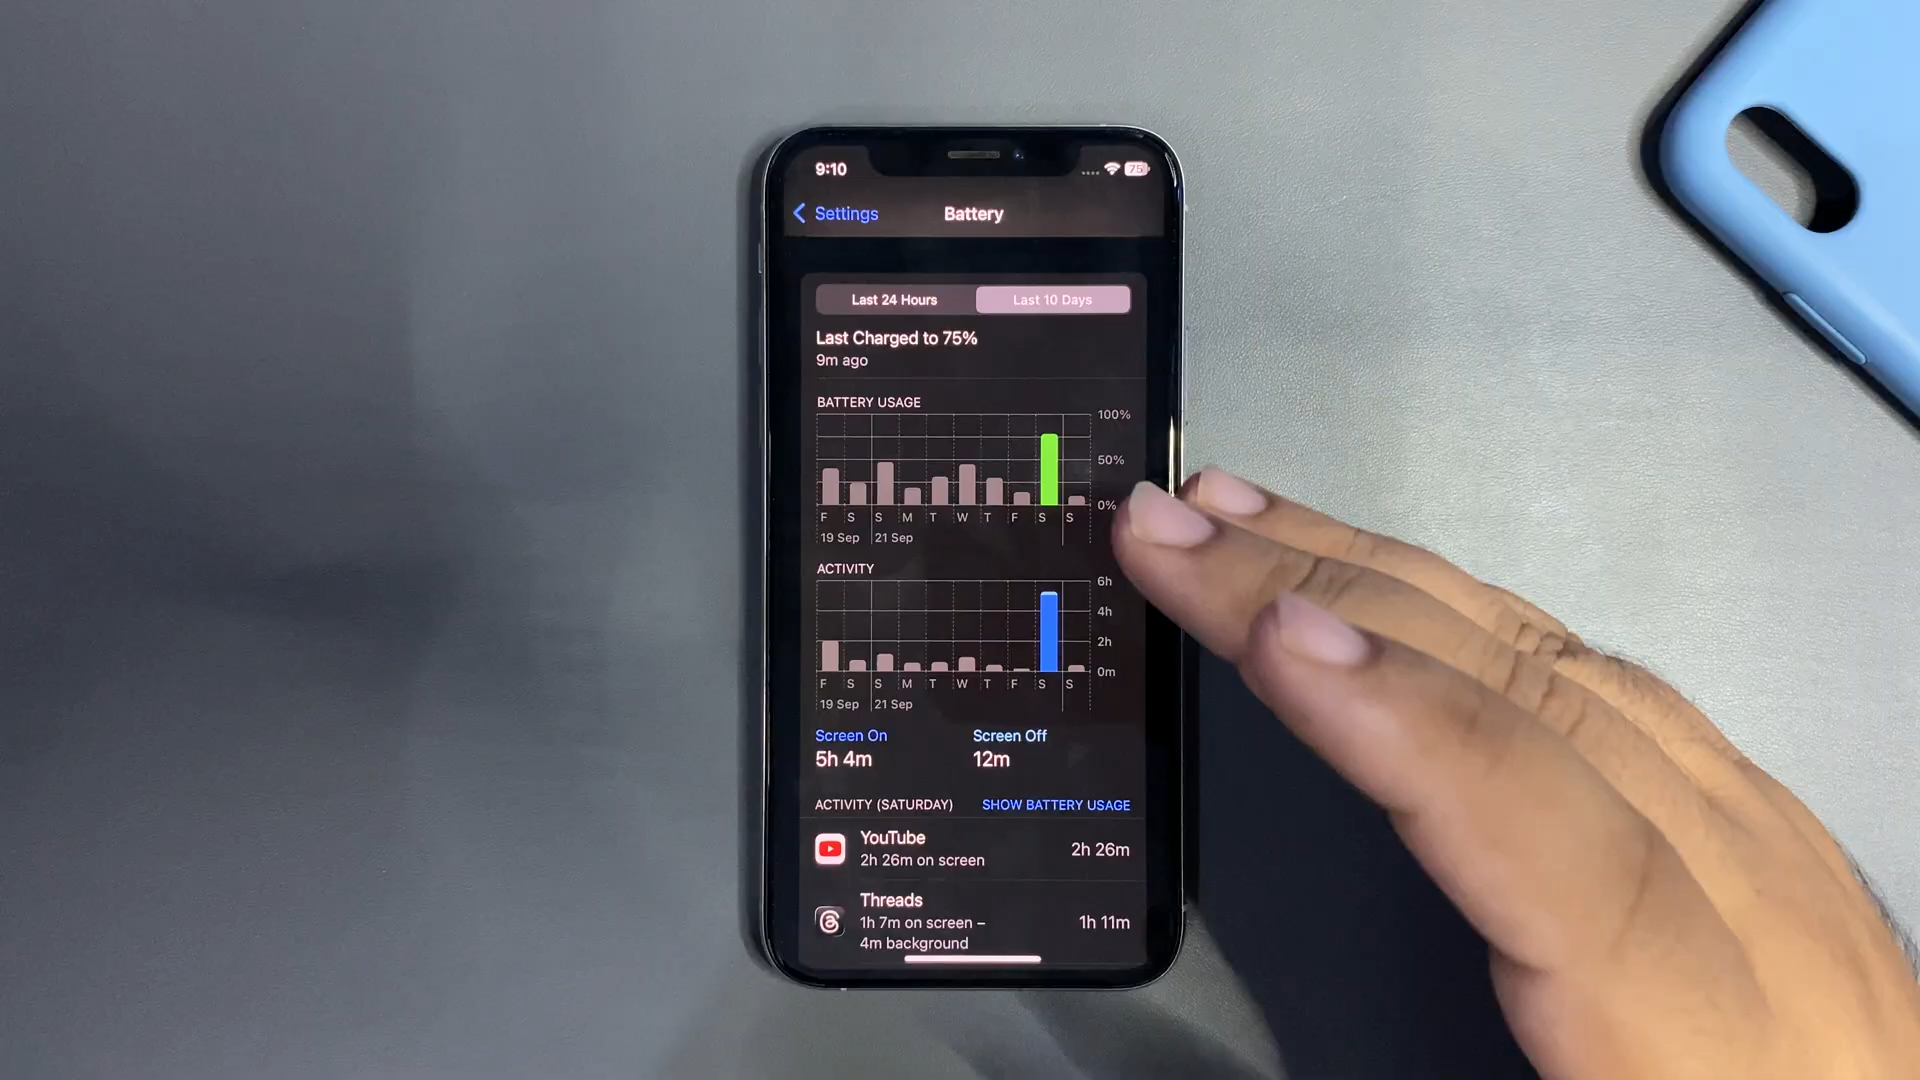 9:10
75
Settings
Battery
Last 24 Hours
Last 10 Days
Last Charged to 75%
9m ago
BATTERY USAGE
100%
50%
0%
F S S M T W T F S S
19 Sep 21 Sep
ACTIVITY
6h
4h
2h
0m
F S S M T W T F S S
19 Sep 21 Sep
Screen On
Screen Off
5h 4m
12m
ACTIVITY (SATURDAY)
SHOW BATTERY USAGE
YouTube
2h 26m on screen
2h 26m
Threads
1h 7m on screen –
4m background
1h 11m